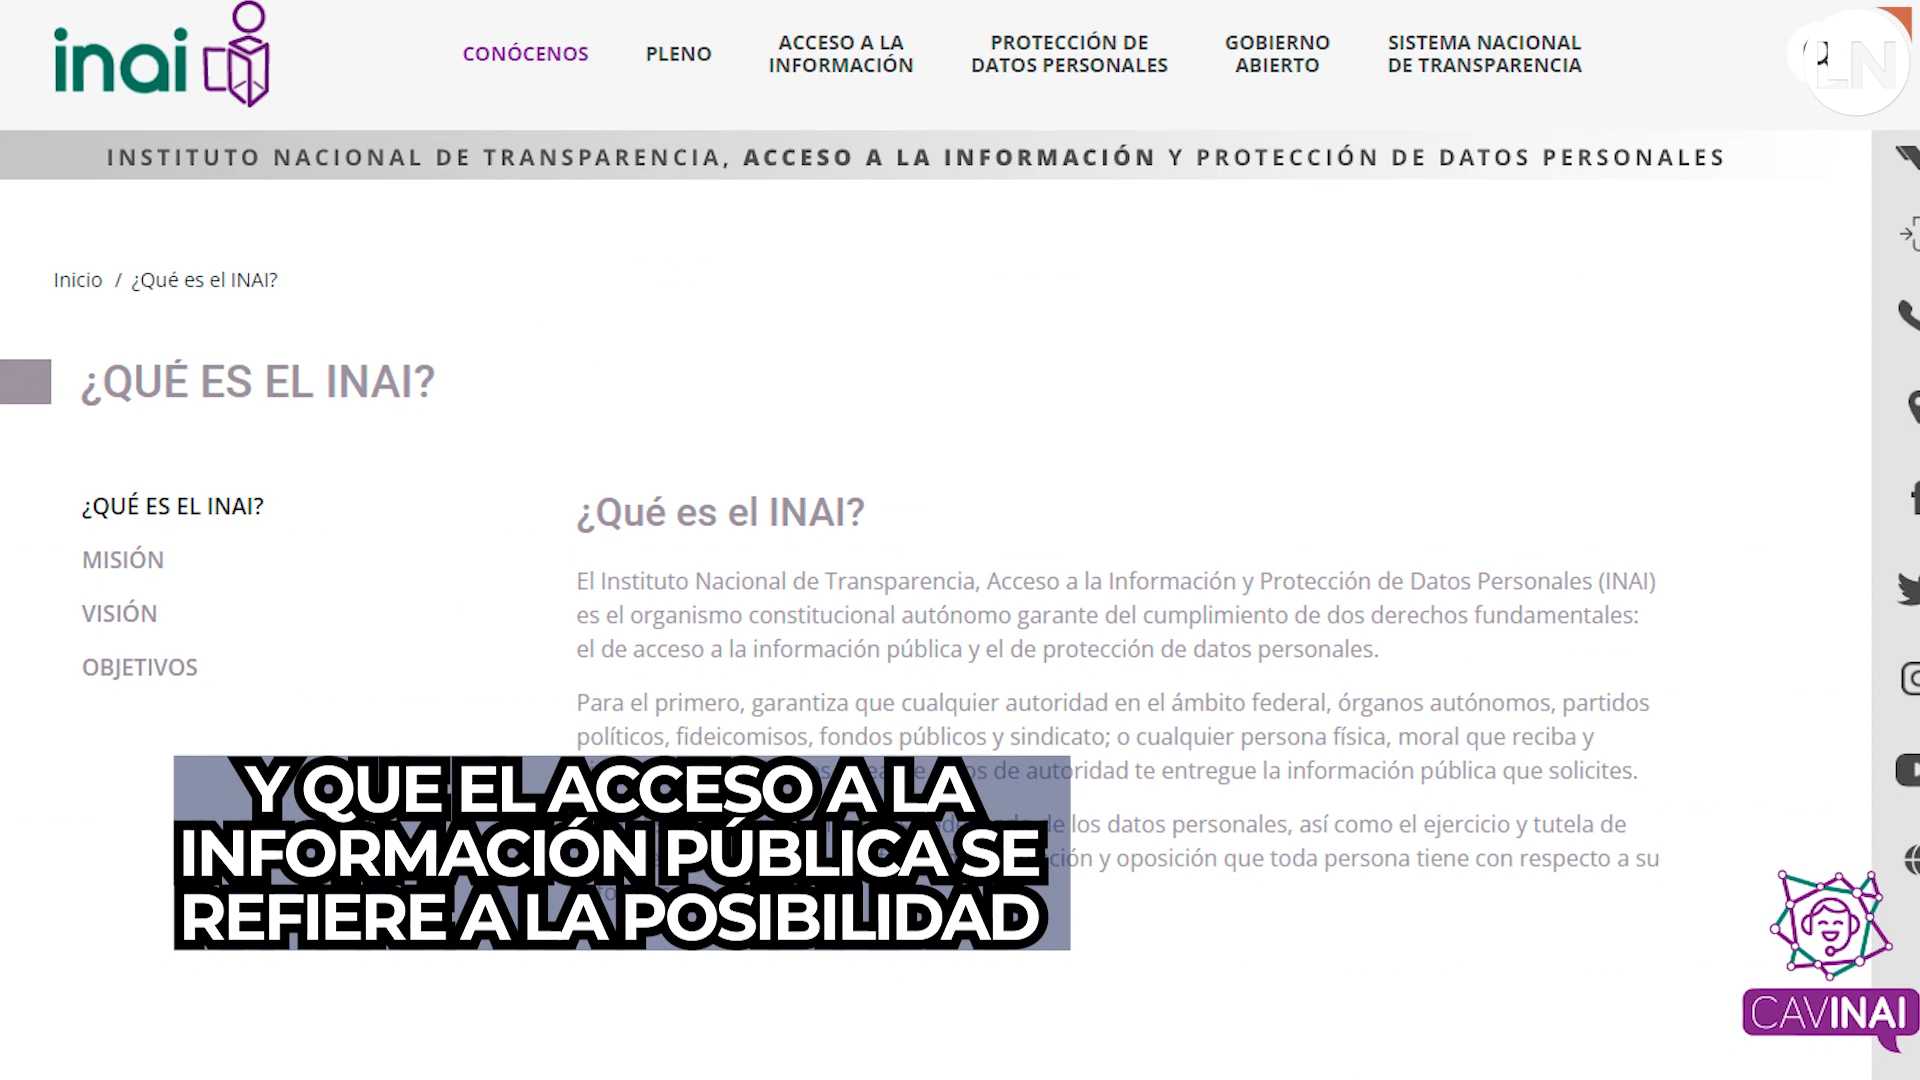 inai
CONÓCENOS
PLENO
ACCESO A LA
INFORMACIÓN
PROTECCIÓN DE
DATOS PERSONALES
GOBIERNO
ABIERTO
SISTEMA NACIONAL
DE TRANSPARENCIA
LN
INSTITUTO NACIONAL DE TRANSPARENCIA, ACCESO A LA INFORMACIÓN Y PROTECCIÓN DE DATOS PERSONALES
Inicio / ¿Qué es el INAI?
¿QUÉ ES EL INAI?
¿QUÉ ES EL INAI?
MISIÓN
VISIÓN
OBJETIVOS
¿Qué es el INAI?
El Instituto Nacional de Transparencia, Acceso a la Información y Protección de Datos Personales (INAI)
es el organismo constitucional autónomo garante del cumplimiento de dos derechos fundamentales:
el de acceso a la información pública y el de protección de datos personales.
Para el primero, garantiza que cualquier autoridad en el ámbito federal, órganos autónomos, partidos
políticos, fideicomisos, fondos públicos y sindicato; o cualquier persona física, moral que reciba y
de autoridad te entregue la información pública que solicites.
de los datos personales, así como el ejercicio y tutela de
y oposición que toda persona tiene con respecto a su
Y QUE EL ACCESO A LA
INFORMACIÓN PÚBLICA SE
REFIERE A LA POSIBILIDAD
CAVINAI